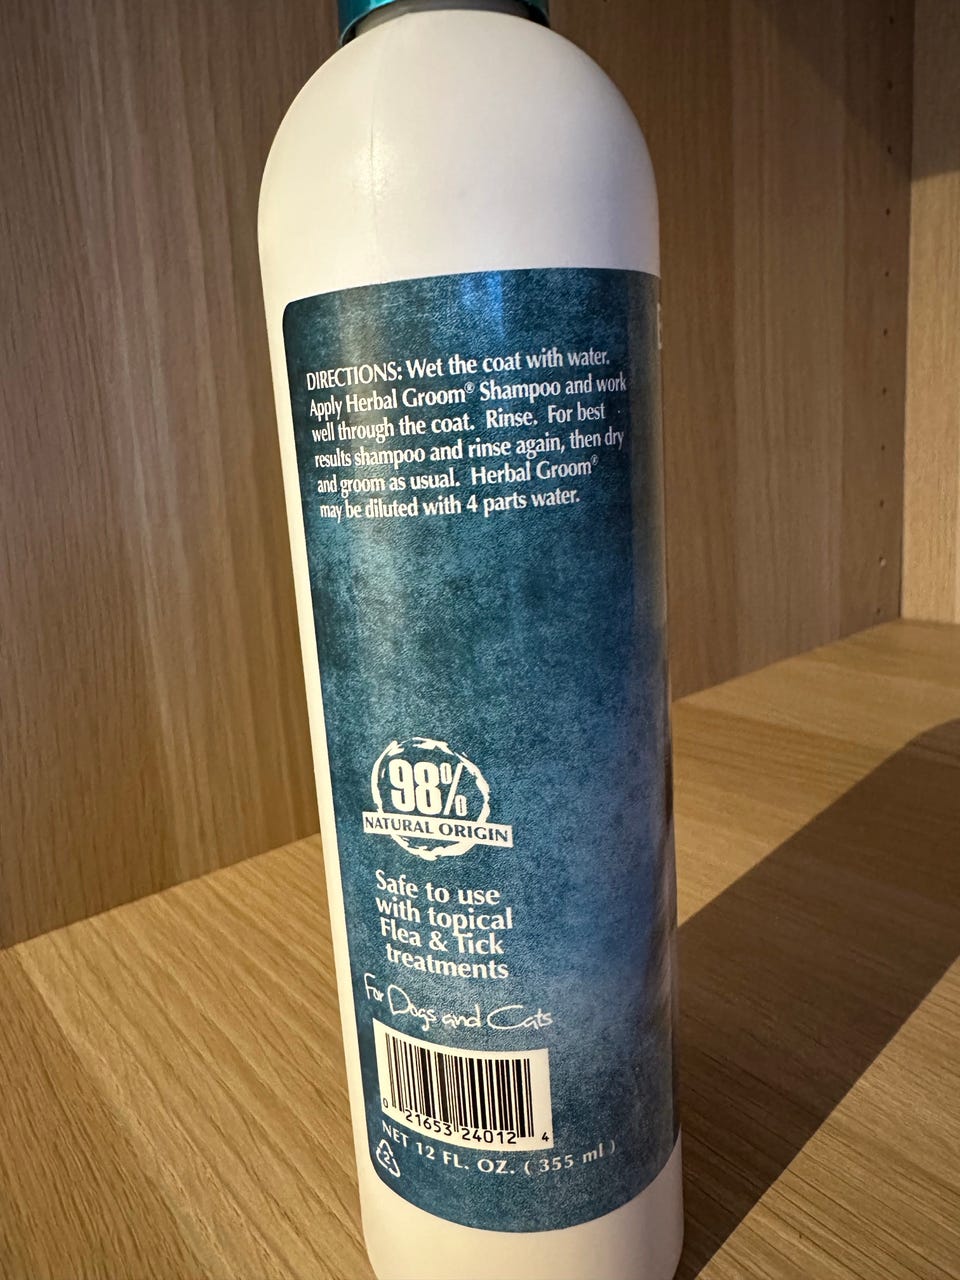 DIRECTIONS: Wet the coat with water.
Apply Herbal Groom® Shampoo and work
well through the coat. Rinse. For best
results shampoo and rinse again, then dry
and groom as usual. Herbal Groom®
may be diluted with 4 parts water.
98%
NATURAL ORIGIN
Safe to use
with topical
Flea & Tick
treatments
For Dogs and Cats
0 21653 24012 4
NET 12 FL. OZ. (355 ml)
2